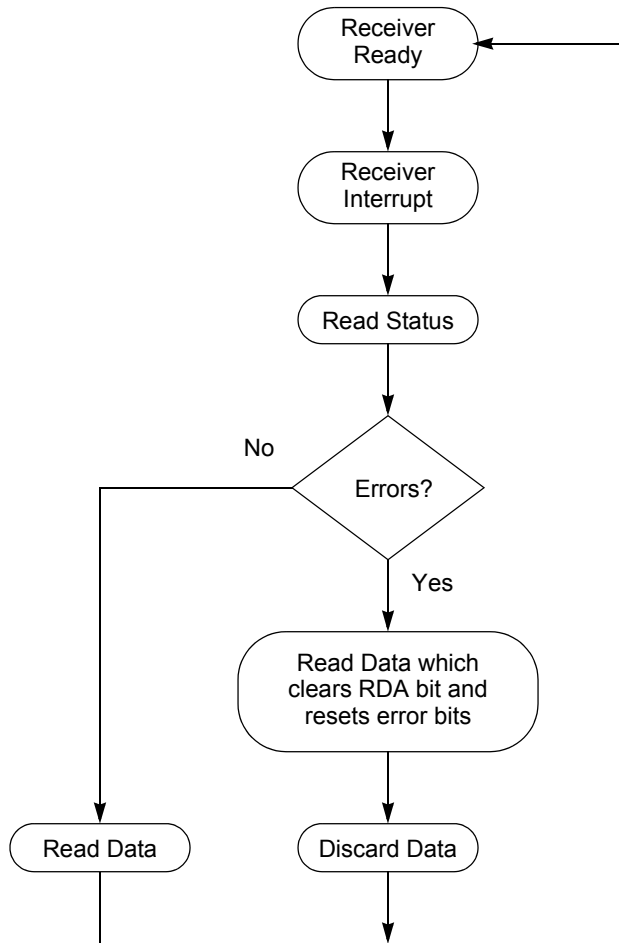 Receiver
Ready
Receiver
Interrupt
Read Status
No
Errors?
Yes
Read Data which
clears RDA bit and
resets error bits
Read Data
Discard Data